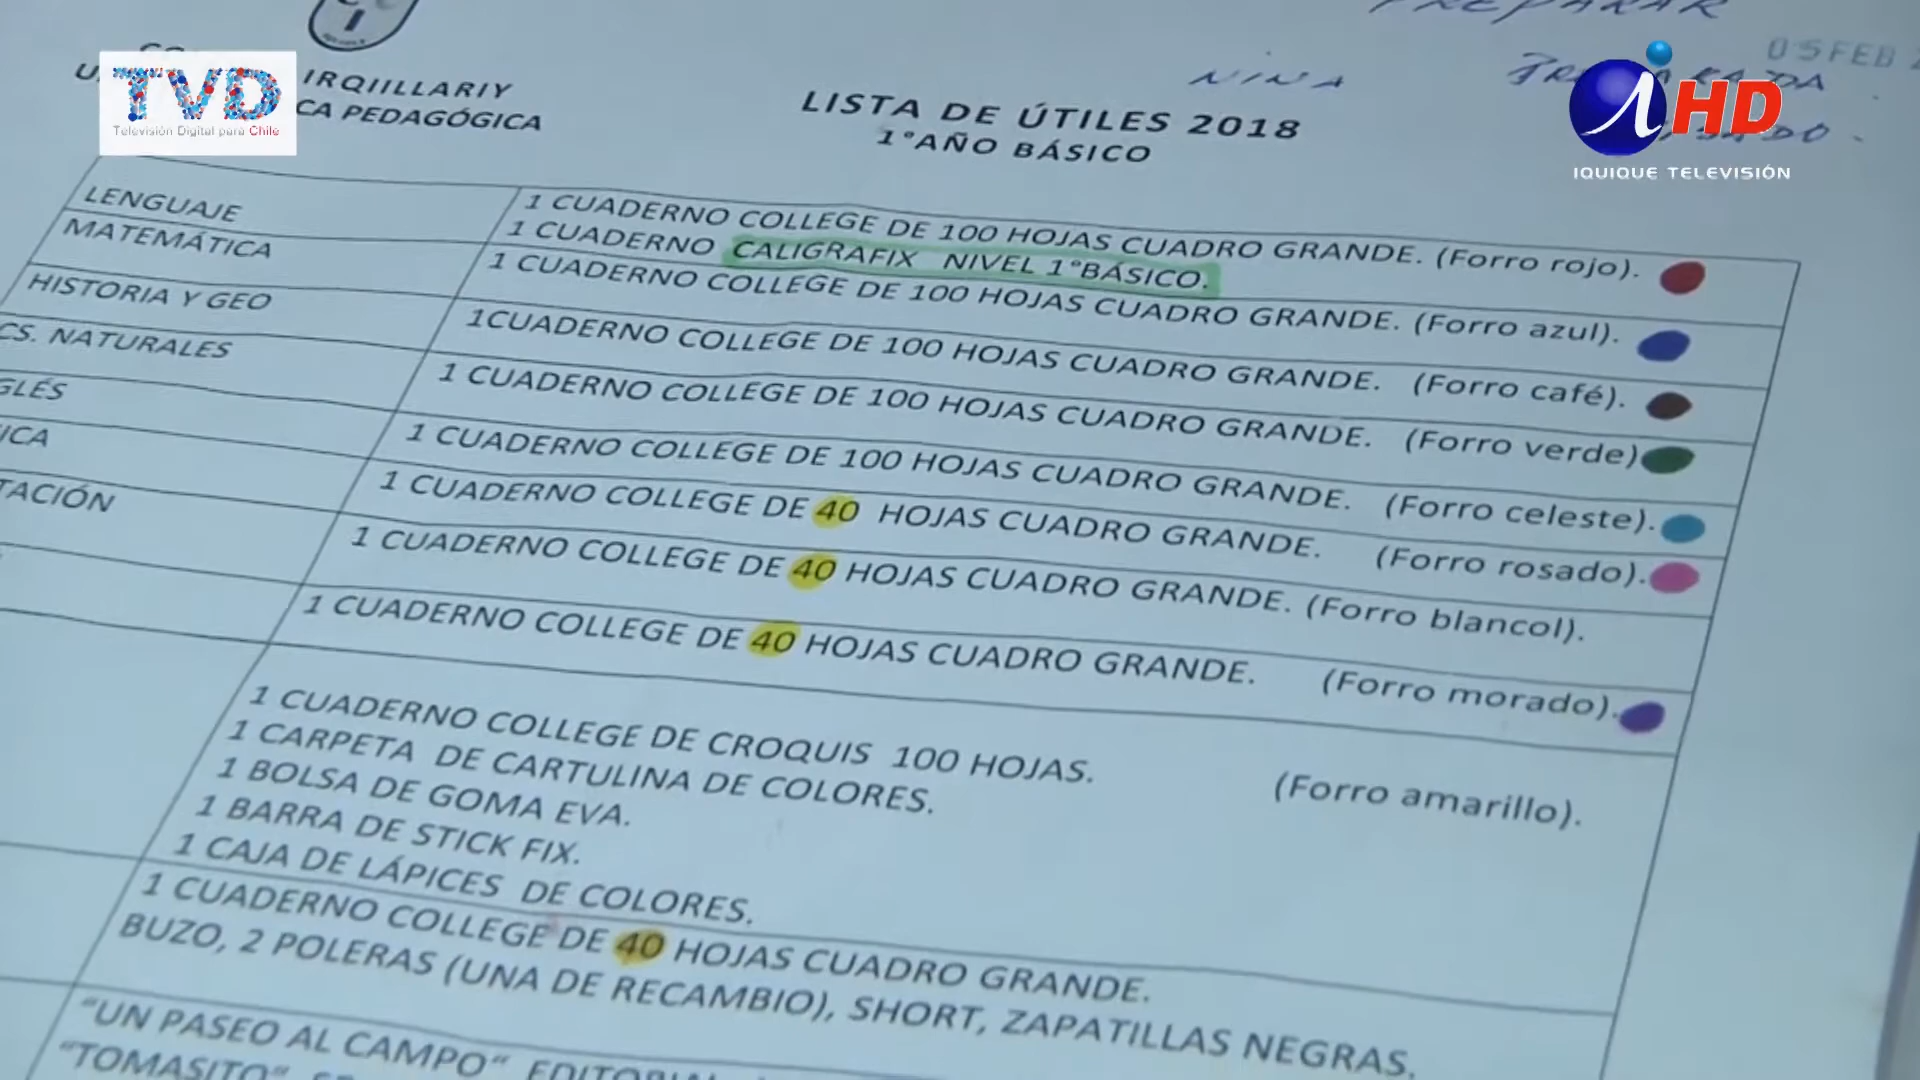 PREPARAR
05 FEB
TVD
Televisión Digital para Chile
IRQIILLARIY
CA PEDAGÓGICA
NINA
iHD
IQUIQUE TELEVISIÓN
LISTA DE ÚTILES 2018
1°AÑO BÁSICO
LENGUAJE 1 CUADERNO COLLEGE DE 100 HOJAS CUADRO GRANDE. (Forro rojo).
1 CUADERNO CALIGRAFIX NIVEL 1°BÁSICO.
MATEMÁTICA 1 CUADERNO COLLEGE DE 100 HOJAS CUADRO GRANDE. (Forro azul).
HISTORIA Y GEO 1CUADERNO COLLEGE DE 100 HOJAS CUADRO GRANDE. (Forro café).
CS. NATURALES 1 CUADERNO COLLEGE DE 100 HOJAS CUADRO GRANDE. (Forro verde)
GLÉS 1 CUADERNO COLLEGE DE 100 HOJAS CUADRO GRANDE. (Forro celeste).
ICA 1 CUADERNO COLLEGE DE 40 HOJAS CUADRO GRANDE. (Forro rosado).
TACIÓN 1 CUADERNO COLLEGE DE 40 HOJAS CUADRO GRANDE. (Forro blancol).
1 CUADERNO COLLEGE DE 40 HOJAS CUADRO GRANDE. (Forro morado).
1 CUADERNO COLLEGE DE CROQUIS 100 HOJAS. (Forro amarillo).
1 CARPETA DE CARTULINA DE COLORES.
1 BOLSA DE GOMA EVA.
1 BARRA DE STICK FIX.
1 CAJA DE LÁPICES DE COLORES.
1 CUADERNO COLLEGE DE 40 HOJAS CUADRO GRANDE.
BUZO, 2 POLERAS (UNA DE RECAMBIO), SHORT, ZAPATILLAS NEGRAS.
"UN PASEO AL CAMPO" EDITORIAL
"TOMASITO"